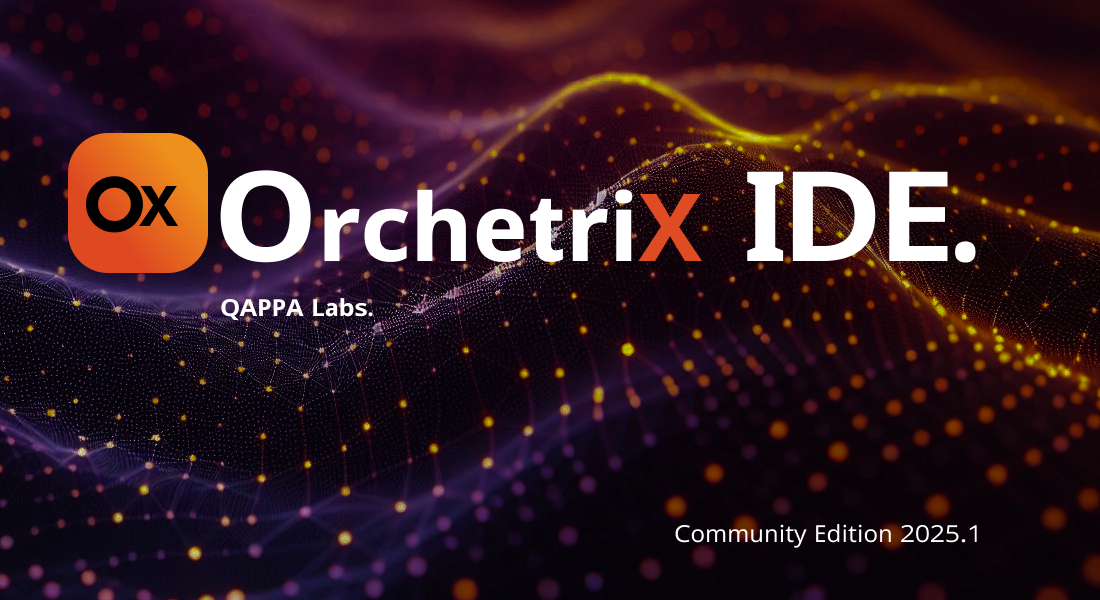 Ox
OrchetriX IDE.
QAPPA Labs.
Community Edition 2025.1